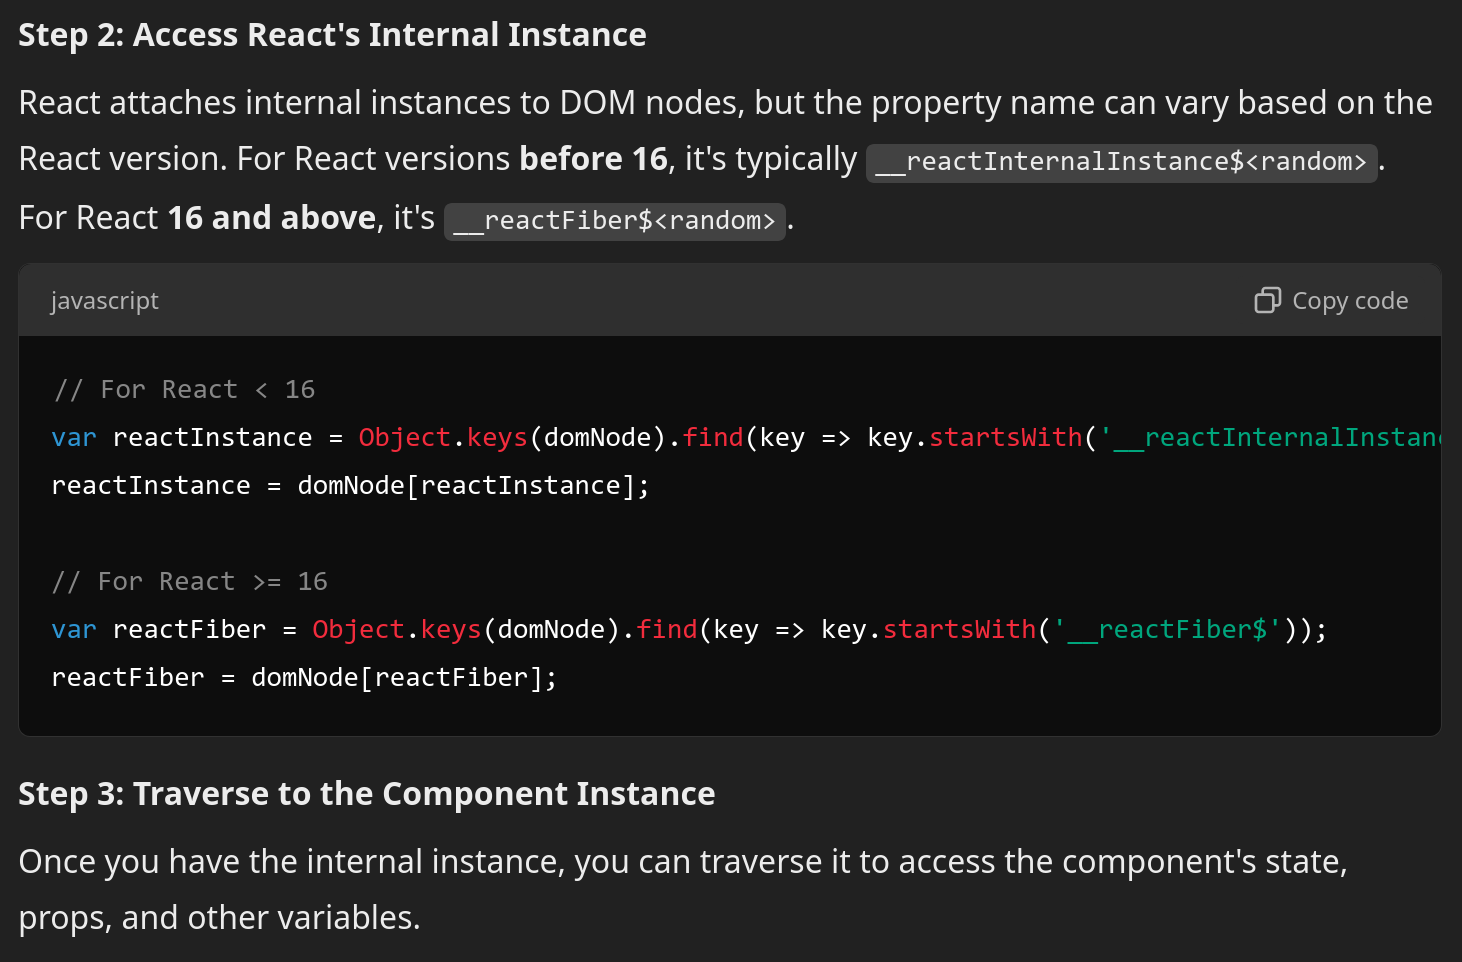 Step 2: Access React's Internal Instance
React attaches internal instances to DOM nodes, but the property name can vary based on the
React version. For React versions before 16, it's typically __reactInternalInstance$<random>.
For React 16 and above, it's __reactFiber$<random>.
javascript
Copy code
// For React < 16
var reactInstance = Object.keys(domNode).find(key => key.startsWith('__reactInternalInstanc
reactInstance = domNode[reactInstance];
// For React >= 16
var reactFiber = Object.keys(domNode).find(key => key.startsWith('__reactFiber$'));
reactFiber = domNode[reactFiber];
Step 3: Traverse to the Component Instance
Once you have the internal instance, you can traverse it to access the component's state,
props, and other variables.